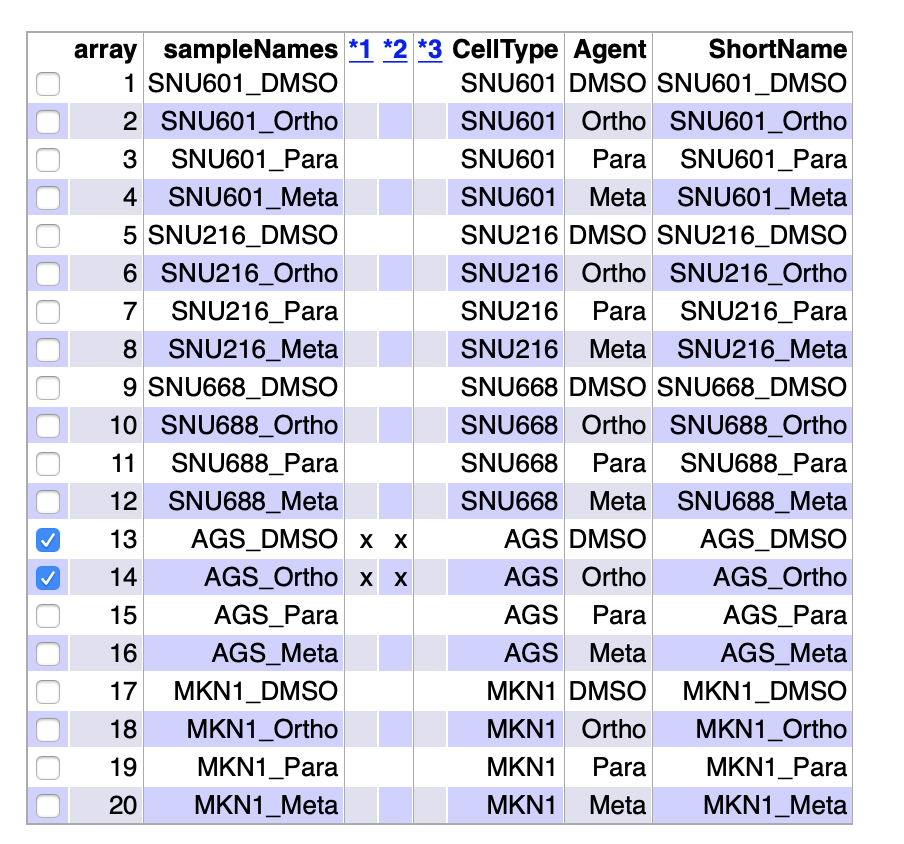 array sampleNames *1 *2 *3 CellType Agent ShortName
1 SNU601_DMSO SNU601 DMSO SNU601_DMSO
2 SNU601_Ortho SNU601 Ortho SNU601_Ortho
3 SNU601_Para SNU601 Para SNU601_Para
4 SNU601_Meta SNU601 Meta SNU601_Meta
5 SNU216_DMSO SNU216 DMSO SNU216_DMSO
6 SNU216_Ortho SNU216 Ortho SNU216_Ortho
7 SNU216_Para SNU216 Para SNU216_Para
8 SNU216_Meta SNU216 Meta SNU216_Meta
9 SNU668_DMSO SNU668 DMSO SNU668_DMSO
10 SNU688_Ortho SNU668 Ortho SNU688_Ortho
11 SNU688_Para SNU668 Para SNU688_Para
12 SNU688_Meta SNU668 Meta SNU688_Meta
13 AGS_DMSO x x AGS DMSO AGS_DMSO
14 AGS_Ortho x x AGS Ortho AGS_Ortho
15 AGS_Para AGS Para AGS_Para
16 AGS_Meta AGS Meta AGS_Meta
17 MKN1_DMSO MKN1 DMSO MKN1_DMSO
18 MKN1_Ortho MKN1 Ortho MKN1_Ortho
19 MKN1_Para MKN1 Para MKN1_Para
20 MKN1_Meta MKN1 Meta MKN1_Meta